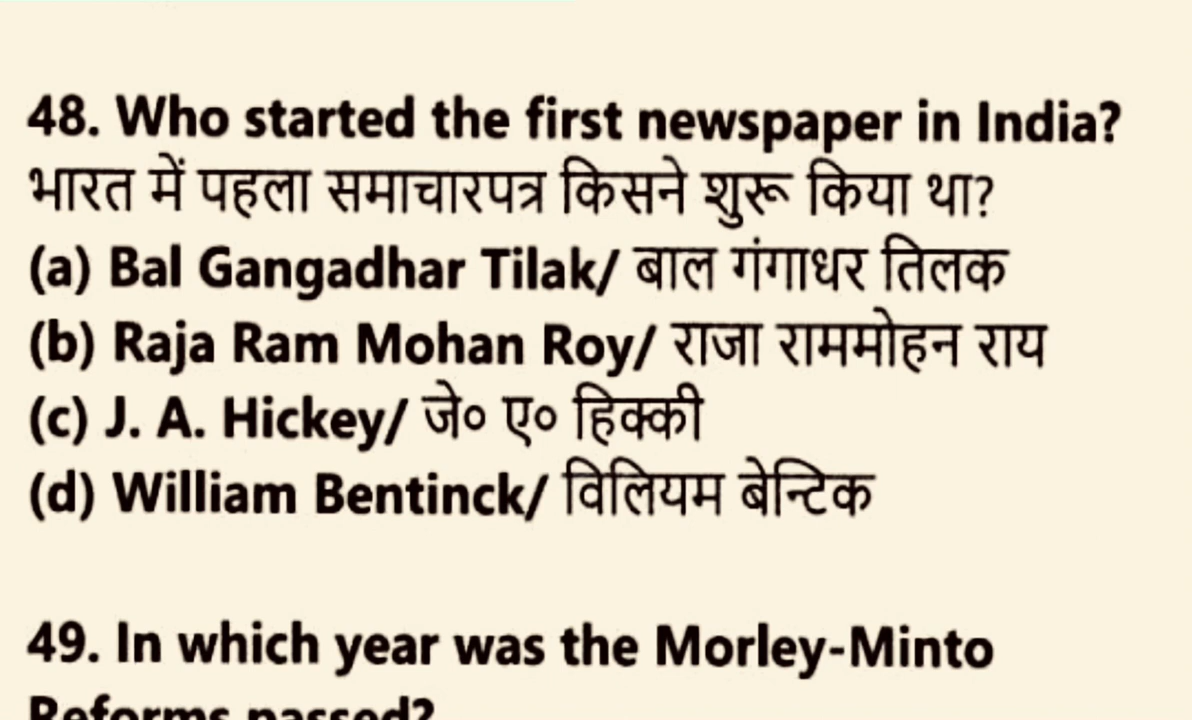 48. Who started the first newspaper in India?
भारत में पहला समाचारपत्र किसने शुरू किया था?
(a) Bal Gangadhar Tilak/ बाल गंगाधर तिलक
(b) Raja Ram Mohan Roy/ राजा राममोहन राय
(c) J. A. Hickey/ जे० ए० हिक्की
(d) William Bentinck/ विलियम बेन्टिक
49. In which year was the Morley-Minto
Reforms passed?